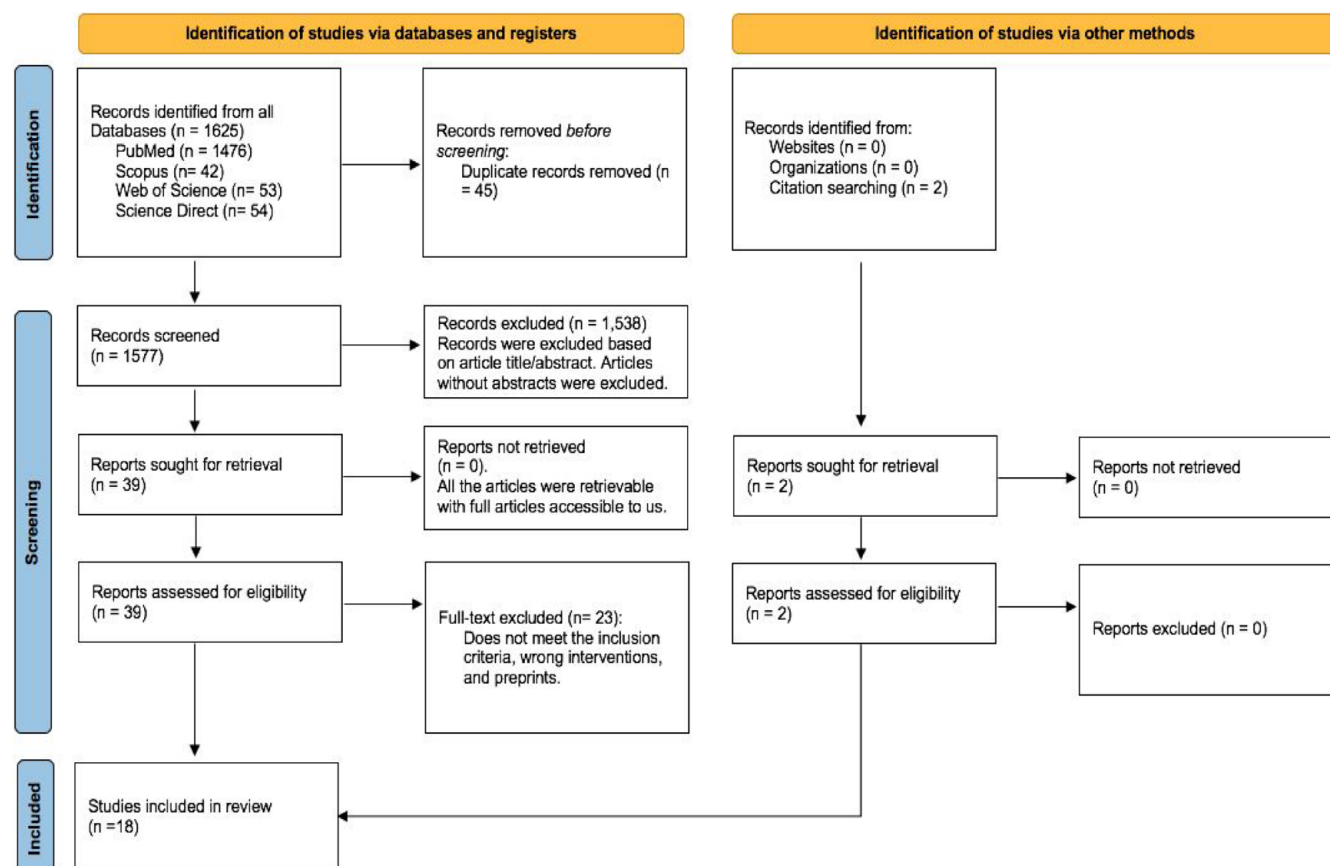 Identification of studies via databases and registers
Identification of studies via other methods
Identification
Records identified from all
Databases (n = 1625)
PubMed (n = 1476)
Scopus (n= 42)
Web of Science (n= 53)
Science Direct (n= 54)
Records removed before
screening:
Duplicate records removed (n
= 45)
Records identified from:
Websites (n = 0)
Organizations (n = 0)
Citation searching (n = 2)
Screening
Records screened
(n = 1577)
Records excluded (n = 1,538)
Records were excluded based
on article title/abstract. Articles
without abstracts were excluded.
Reports sought for retrieval
(n = 39)
Reports not retrieved
(n = 0).
All the articles were retrievable
with full articles accessible to us.
Reports sought for retrieval
(n = 2)
Reports not retrieved
(n = 0)
Reports assessed for eligibility
(n = 39)
Full-text excluded (n= 23):
Does not meet the inclusion
criteria, wrong interventions,
and preprints.
Reports assessed for eligibility
(n = 2)
Reports excluded (n = 0)
Included
Studies included in review
(n =18)